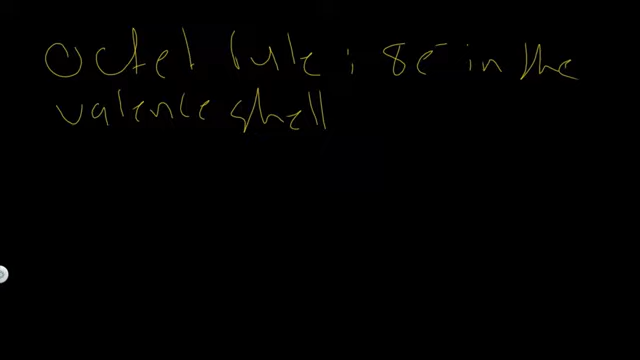 Octet rule : 8e⁻ in the
valence shell